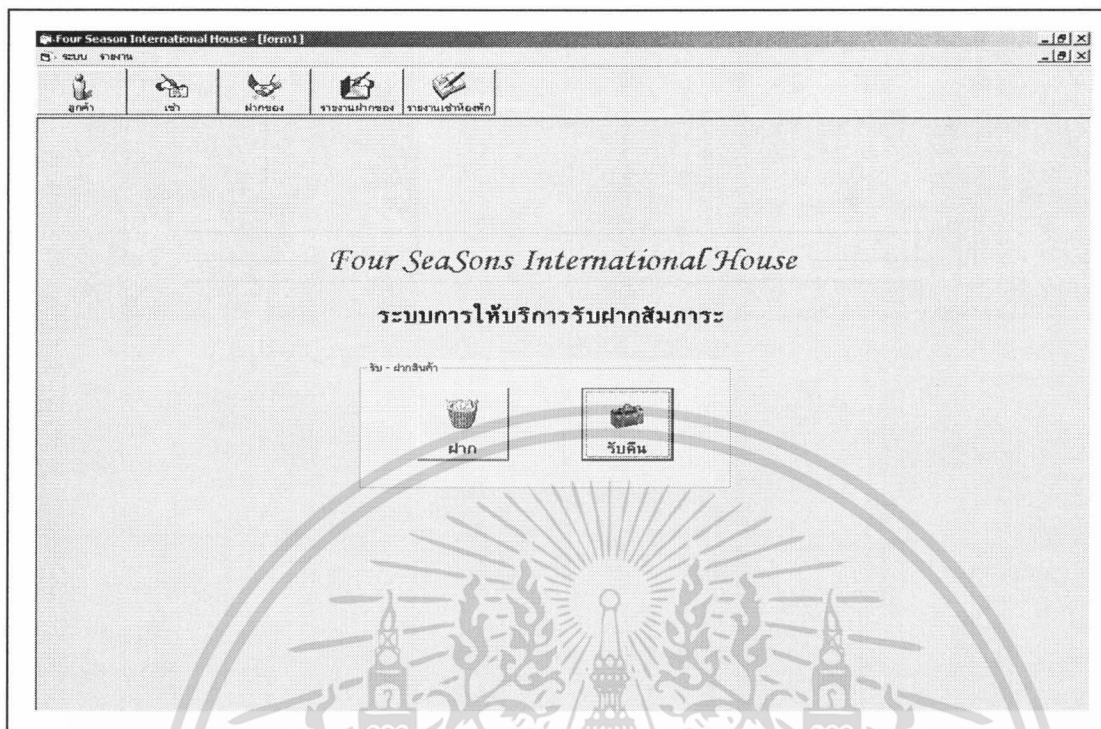 Four Season International House - [form1]
ระบบ รายงาน
ลูกค้า เช่า ฝากของ รายงานฝากของ รายงานเช่าห้องพัก
Four SeaSons International House
ระบบการให้บริการรับฝากสัมภาระ
รับ - ฝากสินค้า
ฝาก รับคืน